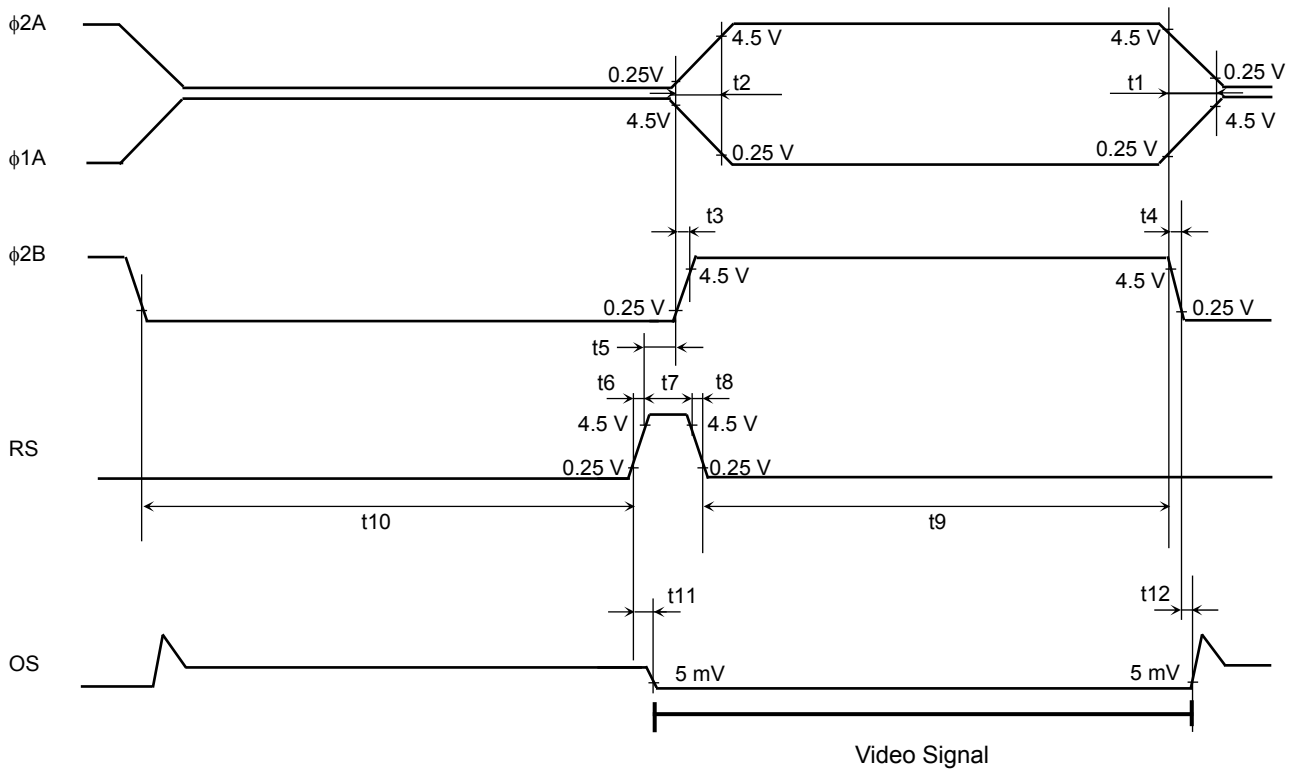 ϕ2A
4.5 V
4.5 V
0.25V
t2
t1
0.25 V
4.5V
4.5 V
ϕ1A
0.25 V
0.25 V
t3
t4
ϕ2B
4.5 V
4.5 V
0.25 V
0.25 V
t5
t6
t7
t8
4.5 V
4.5 V
RS
0.25 V
0.25 V
t10
t9
t11
t12
OS
5 mV
5 mV
Video Signal